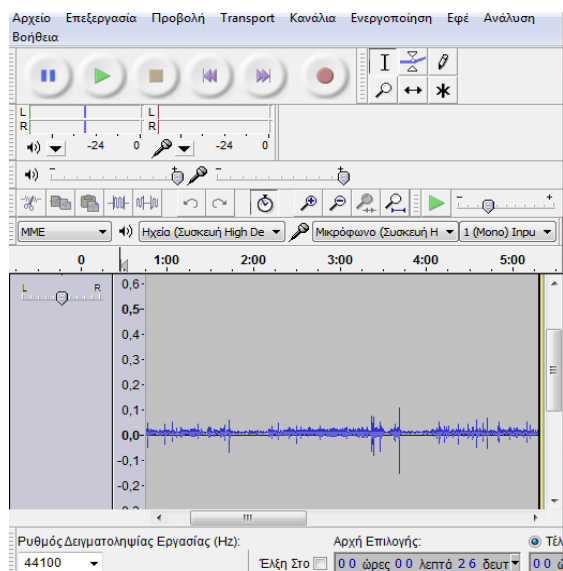 Αρχείο Επεξεργασία Προβολή Transport Κανάλια Ενεργοποίηση Εφέ Ανάλυση
Βοήθεια
L L
R R
-24 0 -24 0
MME Ηχεία (Συσκευή High De Μικρόφωνο (Συσκευή H 1 (Mono) Inpu
0 1:00 2:00 3:00 4:00 5:00
L R 0,6
0,5
0,4
0,3
0,2
0,1
0,0
-0,1
-0,2
Ρυθμός Δειγματοληψίας Εργασίας (Hz): Αρχή Επιλογής: Τέλ
44100 Έλξη Στο 00 ώρες 00 λεπτά 26 δευτ 00